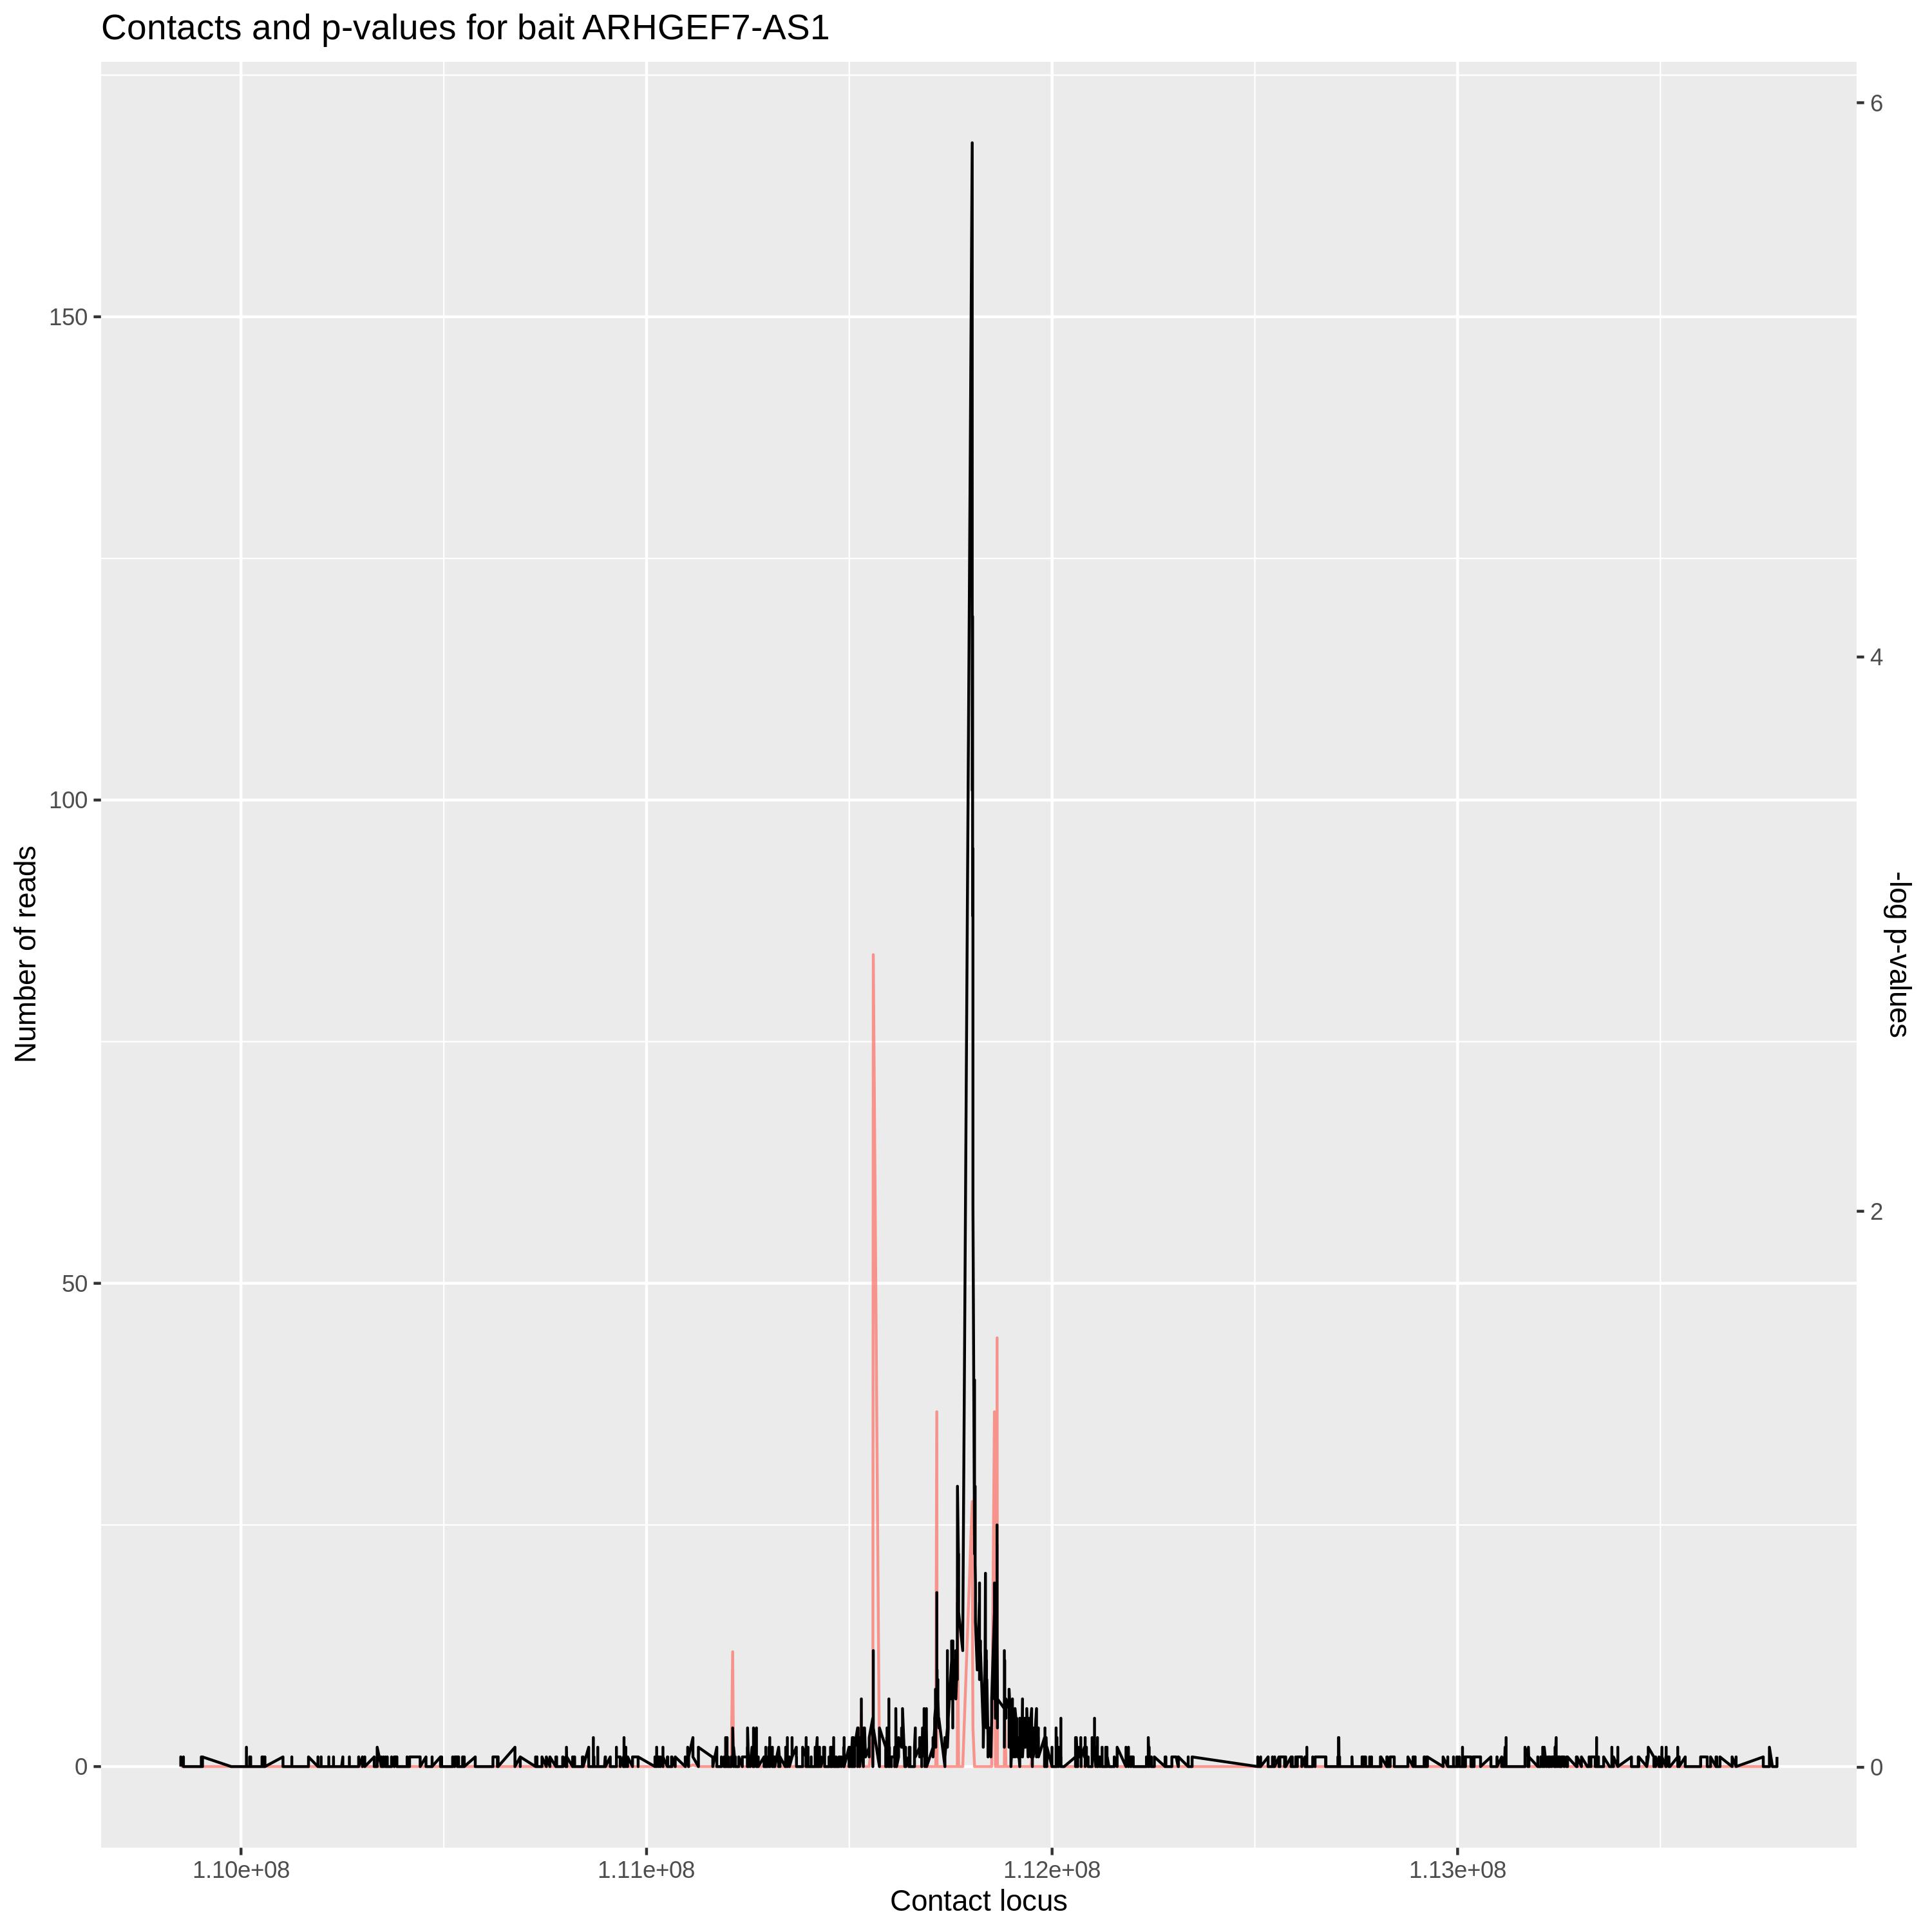 Contacts and p-values for bait ARHGEF7-AS1
Number of reads
150
100
50
0
6
4
2
0
-log p-values
1.10e+08
1.11e+08
1.12e+08
1.13e+08
Contact locus